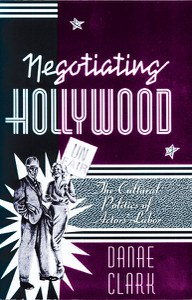 Negotiating
HOLLYWOOD
The Cultural
Politics of
Actors' Labor
DANAE
CLARK